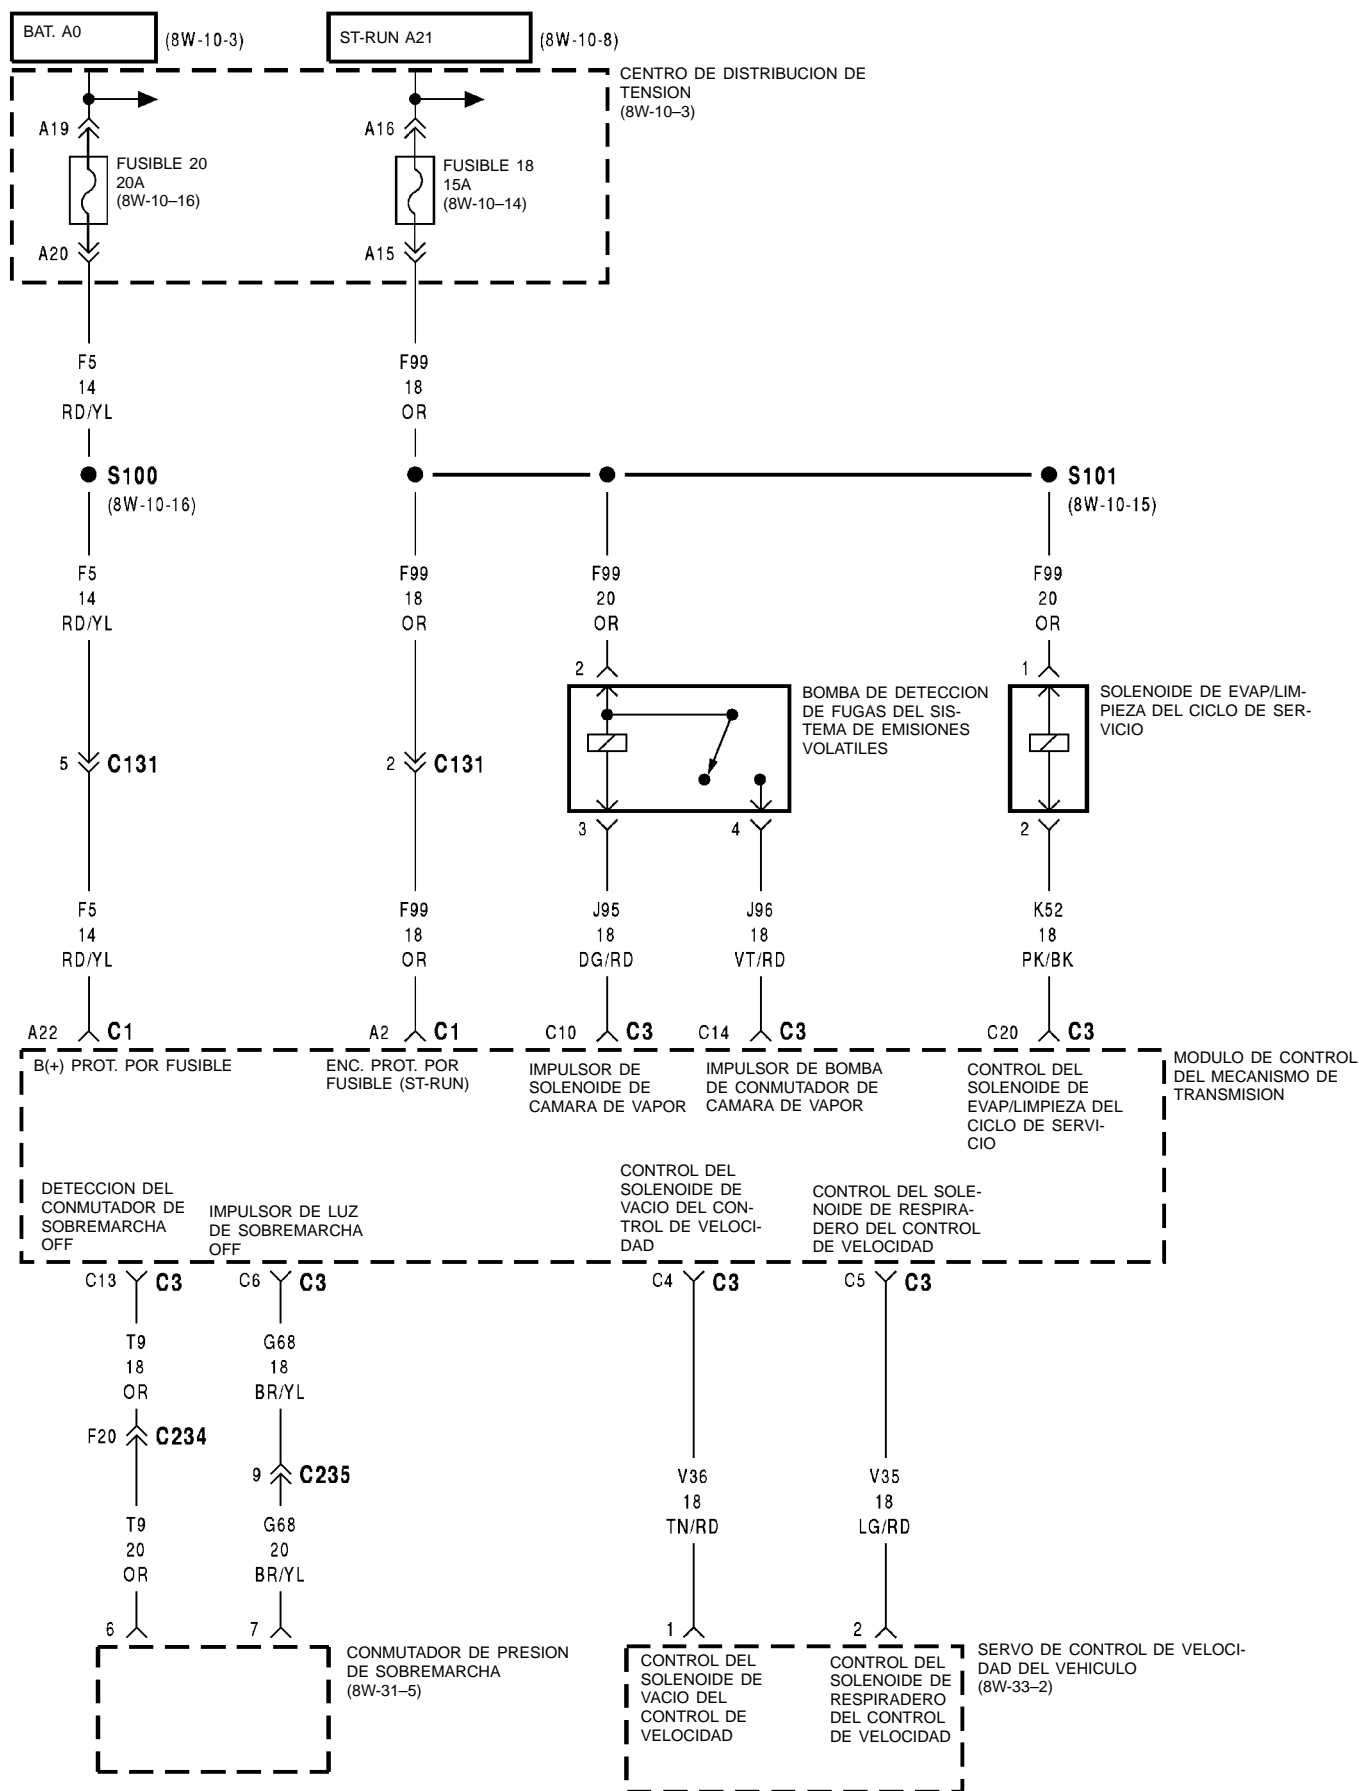 BAT. A0
(8W-10-3)
ST-RUN A21
(8W-10-8)
CENTRO DE DISTRIBUCION DE
TENSION
(8W-10–3)
A19
A16
FUSIBLE 20
20A
(8W-10–16)
FUSIBLE 18
15A
(8W-10–14)
A20
A15
F5
14
RD/YL
F99
18
OR
S100
(8W-10-16)
S101
(8W-10-15)
F5
14
RD/YL
F99
18
OR
F99
20
OR
F99
20
OR
2
1
BOMBA DE DETECCION
DE FUGAS DEL SIS-
TEMA DE EMISIONES
VOLATILES
SOLENOIDE DE EVAP/LIM-
PIEZA DEL CICLO DE SER-
VICIO
5 C131
2 C131
3
4
2
F5
14
RD/YL
F99
18
OR
J95
18
DG/RD
J96
18
VT/RD
K52
18
PK/BK
A22 C1
A2 C1
C10 C3
C14 C3
C20 C3
B(+) PROT. POR FUSIBLE
ENC. PROT. POR
FUSIBLE (ST-RUN)
IMPULSOR DE
SOLENOIDE DE
CAMARA DE VAPOR
IMPULSOR DE BOMBA
DE CONMUTADOR DE
CAMARA DE VAPOR
CONTROL DEL
SOLENOIDE DE
EVAP/LIMPIEZA DEL
CICLO DE SERVI-
CIO
MODULO DE CONTROL
DEL MECANISMO DE
TRANSMISION
DETECCION DEL
CONMUTADOR DE
SOBREMARCHA
OFF
IMPULSOR DE LUZ
DE SOBREMARCHA
OFF
CONTROL DEL
SOLENOIDE DE
VACIO DEL CON-
TROL DE VELOCI-
DAD
CONTROL DEL SOLE-
NOIDE DE RESPIRA-
DERO DEL CONTROL
DE VELOCIDAD
C13 C3
C6 C3
C4 C3
C5 C3
T9
18
OR
G68
18
BR/YL
F20 C234
9 C235
V36
18
TN/RD
V35
18
LG/RD
T9
20
OR
G68
20
BR/YL
6
7
1
2
CONMUTADOR DE PRESION
DE SOBREMARCHA
(8W-31–5)
CONTROL DEL
SOLENOIDE DE
VACIO DEL
CONTROL DE
VELOCIDAD
CONTROL DEL
SOLENOIDE DE
RESPIRADERO
DEL CONTROL
DE VELOCIDAD
SERVO DE CONTROL DE VELOCI-
DAD DEL VEHICULO
(8W-33–2)